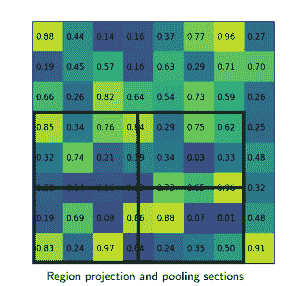 0.88 0.44 0.14 0.16 0.37 0.77 0.96 0.27
0.19 0.45 0.57 0.16 0.63 0.29 0.71 0.70
0.66 0.26 0.82 0.64 0.54 0.73 0.59 0.26
0.85 0.34 0.76 0.84 0.29 0.75 0.62 0.25
0.32 0.74 0.21 0.39 0.34 0.03 0.33 0.48
0.32
0.19 0.69 0.09 0.86 0.88 0.07 0.01 0.48
0.83 0.24 0.97 0.04 0.24 0.35 0.50 0.91
Region projection and pooling sections